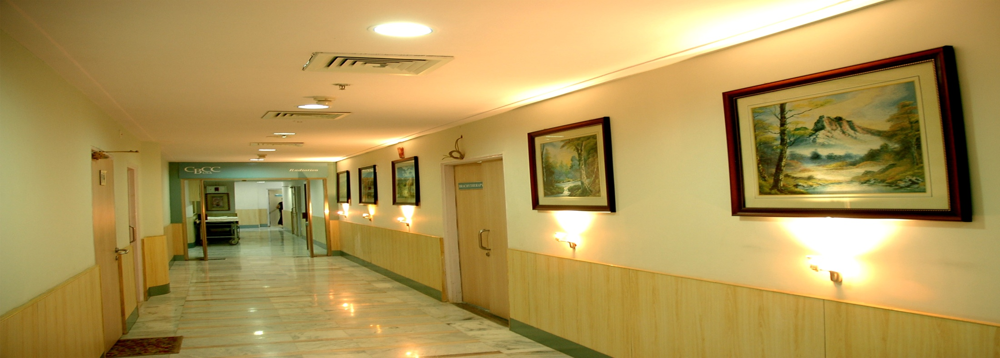 CBCC
USA
Radiation
BRACHYTHERAPY